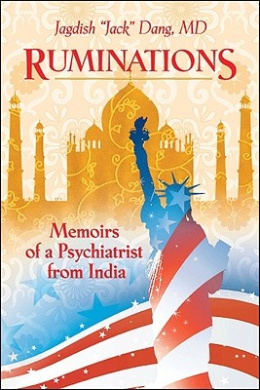 Jagdish "Jack" Dang, MD
RUMINATIONS
Memoirs
of a Psychiatrist
from India